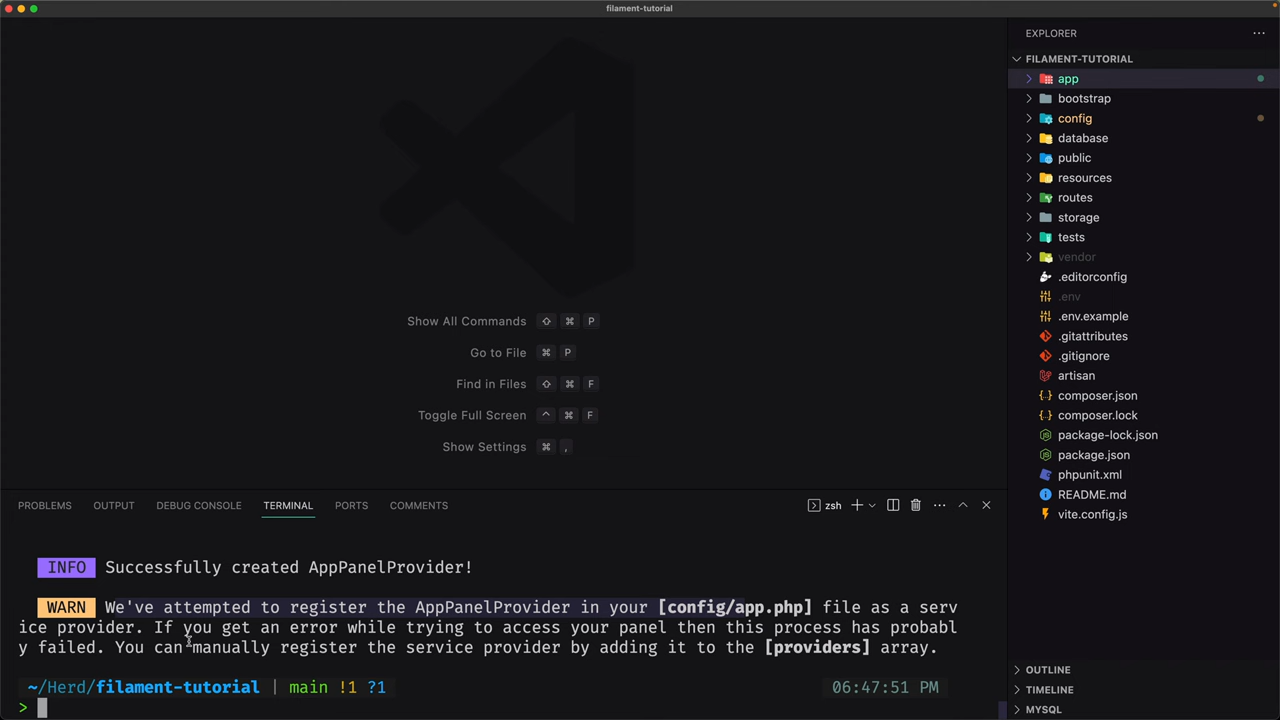 filament-tutorial
EXPLORER
FILAMENT-TUTORIAL
app
bootstrap
config
database
public
resources
routes
storage
tests
vendor
.editorconfig
.env
.env.example
.gitattributes
.gitignore
artisan
composer.json
composer.lock
package-lock.json
package.json
phpunit.xml
README.md
vite.config.js
OUTLINE
TIMELINE
MYSQL
Show All Commands ⇧ ⌘ P
Go to File ⌘ P
Find in Files ⇧ ⌘ F
Toggle Full Screen ^ ⌘ F
Show Settings ⌘ ,
PROBLEMS OUTPUT DEBUG CONSOLE TERMINAL PORTS COMMENTS zsh
INFO Successfully created AppPanelProvider!
WARN We've attempted to register the AppPanelProvider in your [config/app.php] file as a serv
ice provider. If you get an error while trying to access your panel then this process has probabl
y failed. You can manually register the service provider by adding it to the [providers] array.
~/Herd/filament-tutorial | main !1 ?1 06:47:51 PM
>